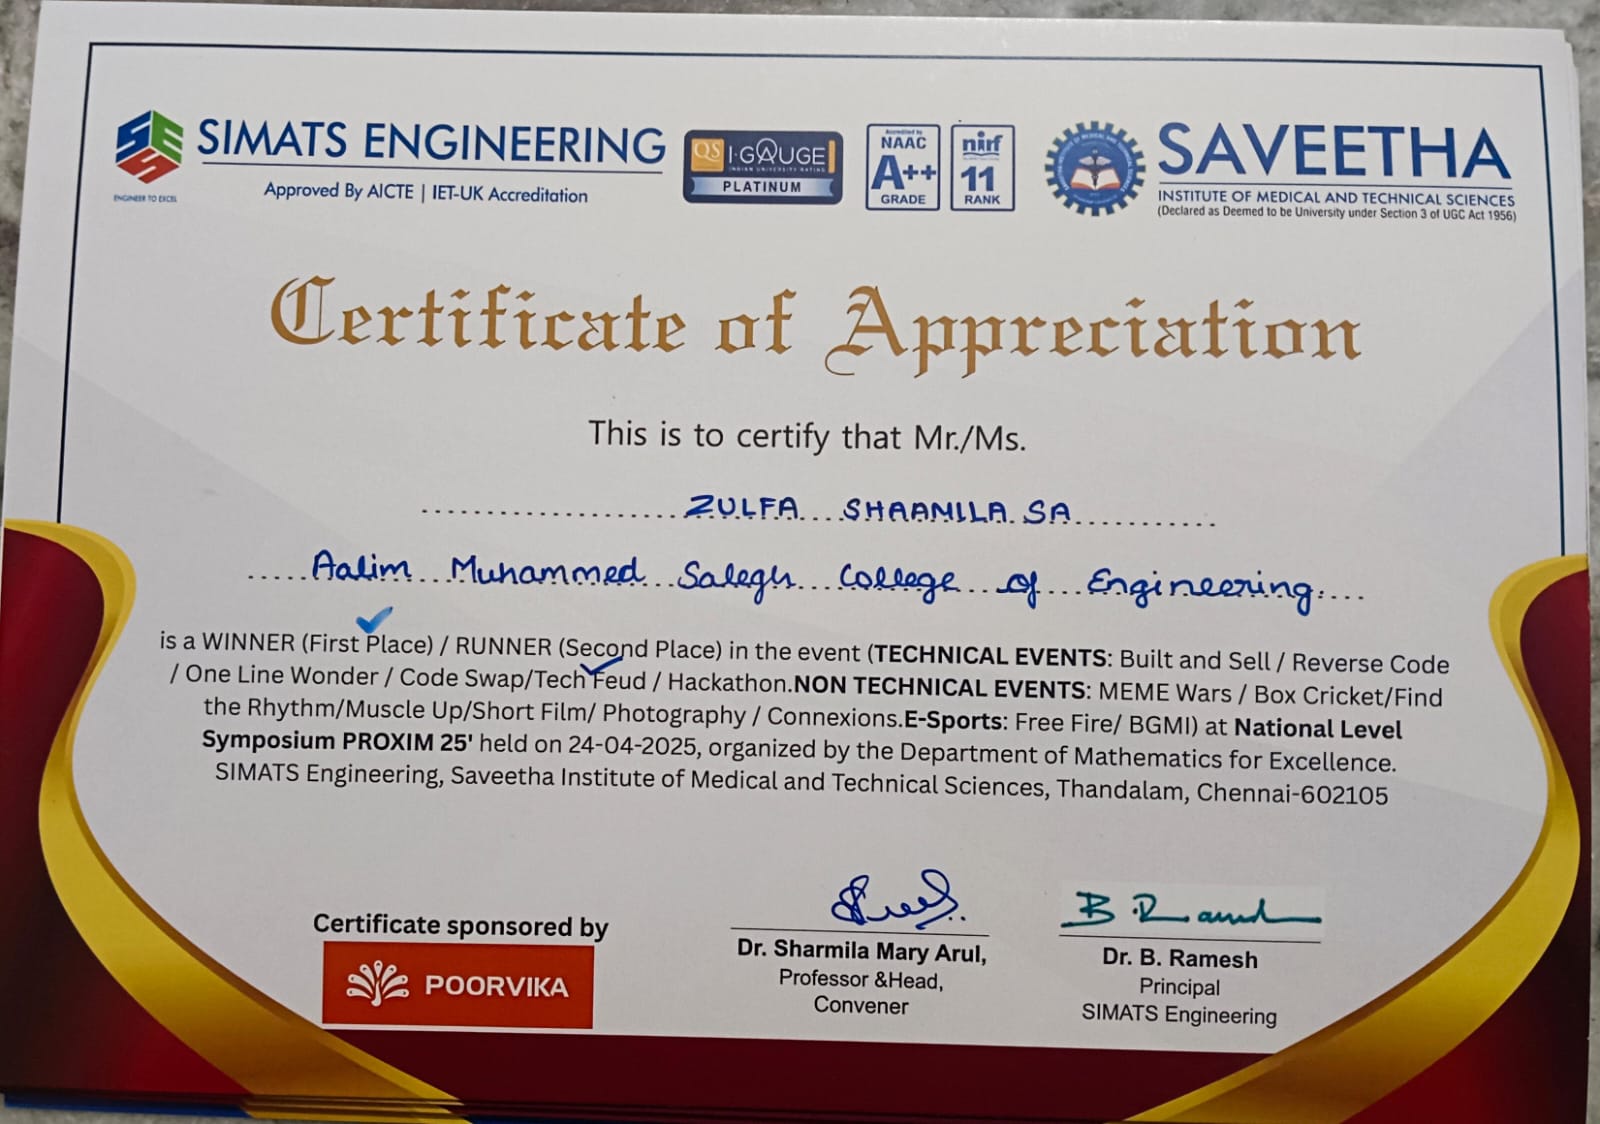 SIMATS ENGINEERING
Approved By AICTE | IET-UK Accreditation
ENGINEER TO EXCEL
QS I·GAUGE
INDIAN UNIVERSITY RATING
PLATINUM
Accredited by
NAAC
A++
GRADE
nirf
11
RANK
SAVEETHA
INSTITUTE OF MEDICAL AND TECHNICAL SCIENCES
(Declared as Deemed to be University under Section 3 of UGC Act 1956)
Certificate of Appreciation
This is to certify that Mr./Ms.
ZULFA SHAAMILA SA
Aalim Muhammed Salegh College of Engineering
is a WINNER (First Place) / RUNNER (Second Place) in the event (TECHNICAL EVENTS: Built and Sell / Reverse Code
/ One Line Wonder / Code Swap/Tech Feud / Hackathon.NON TECHNICAL EVENTS: MEME Wars / Box Cricket/Find
the Rhythm/Muscle Up/Short Film/ Photography / Connexions.E-Sports: Free Fire/ BGMI) at National Level
Symposium PROXIM 25' held on 24-04-2025, organized by the Department of Mathematics for Excellence.
SIMATS Engineering, Saveetha Institute of Medical and Technical Sciences, Thandalam, Chennai-602105
Certificate sponsored by
POORVIKA
Dr. Sharmila Mary Arul,
Professor &Head,
Convener
B. Ramesh
Dr. B. Ramesh
Principal
SIMATS Engineering